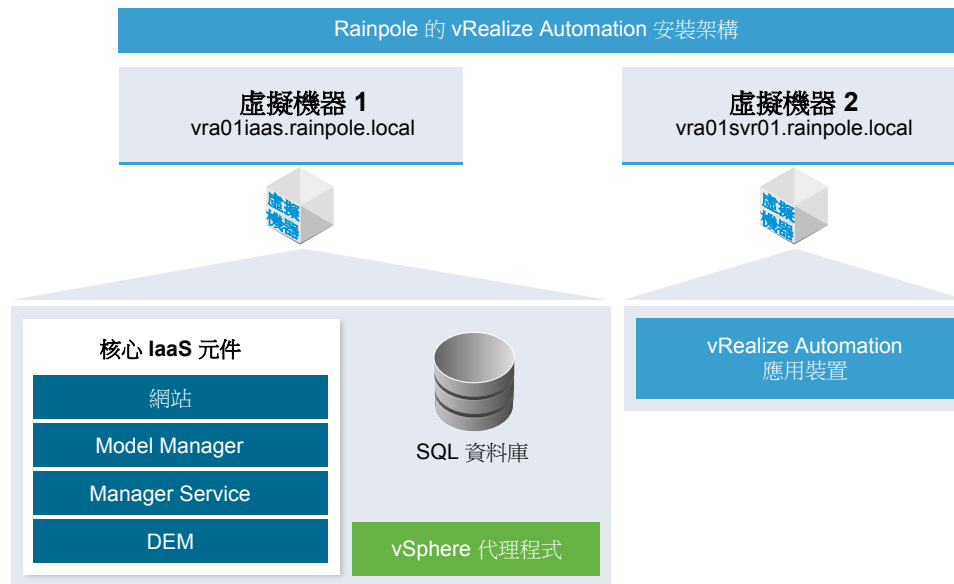 Rainpole 的 vRealize Automation 安裝架構
虛擬機器 1
vra01iaas.rainpole.local
虛擬機器 2
vra01svr01.rainpole.local
虛擬
機器
虛擬
機器
核心 IaaS 元件
網站
Model Manager
Manager Service
DEM
SQL 資料庫
vSphere 代理程式
vRealize Automation
應用裝置